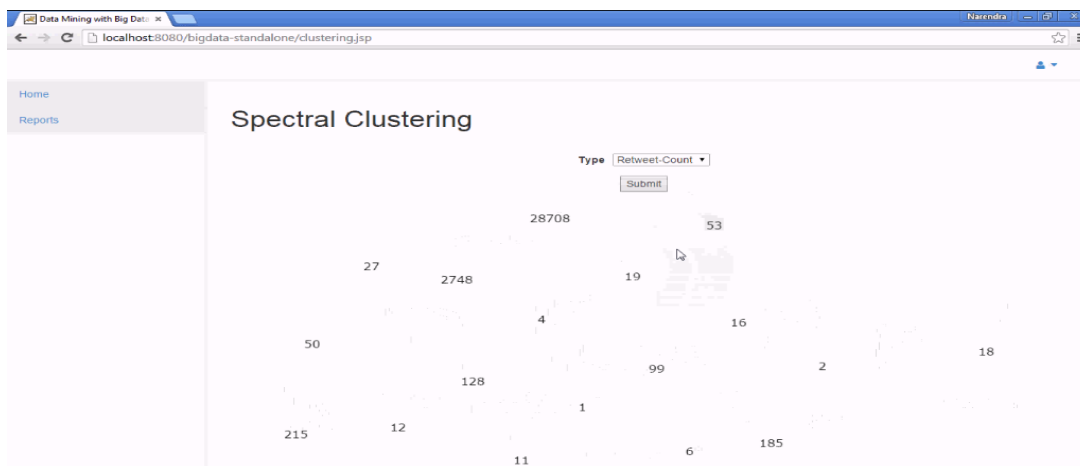 Data Mining with Big Data
Narendra
localhost:8080/bigdata-standalone/clustering.jsp
Home
Reports
Spectral Clustering
Type Retweet-Count
Submit
28708
53
27
2748
19
4
16
50
18
99
2
128
1
12
215
185
6
11